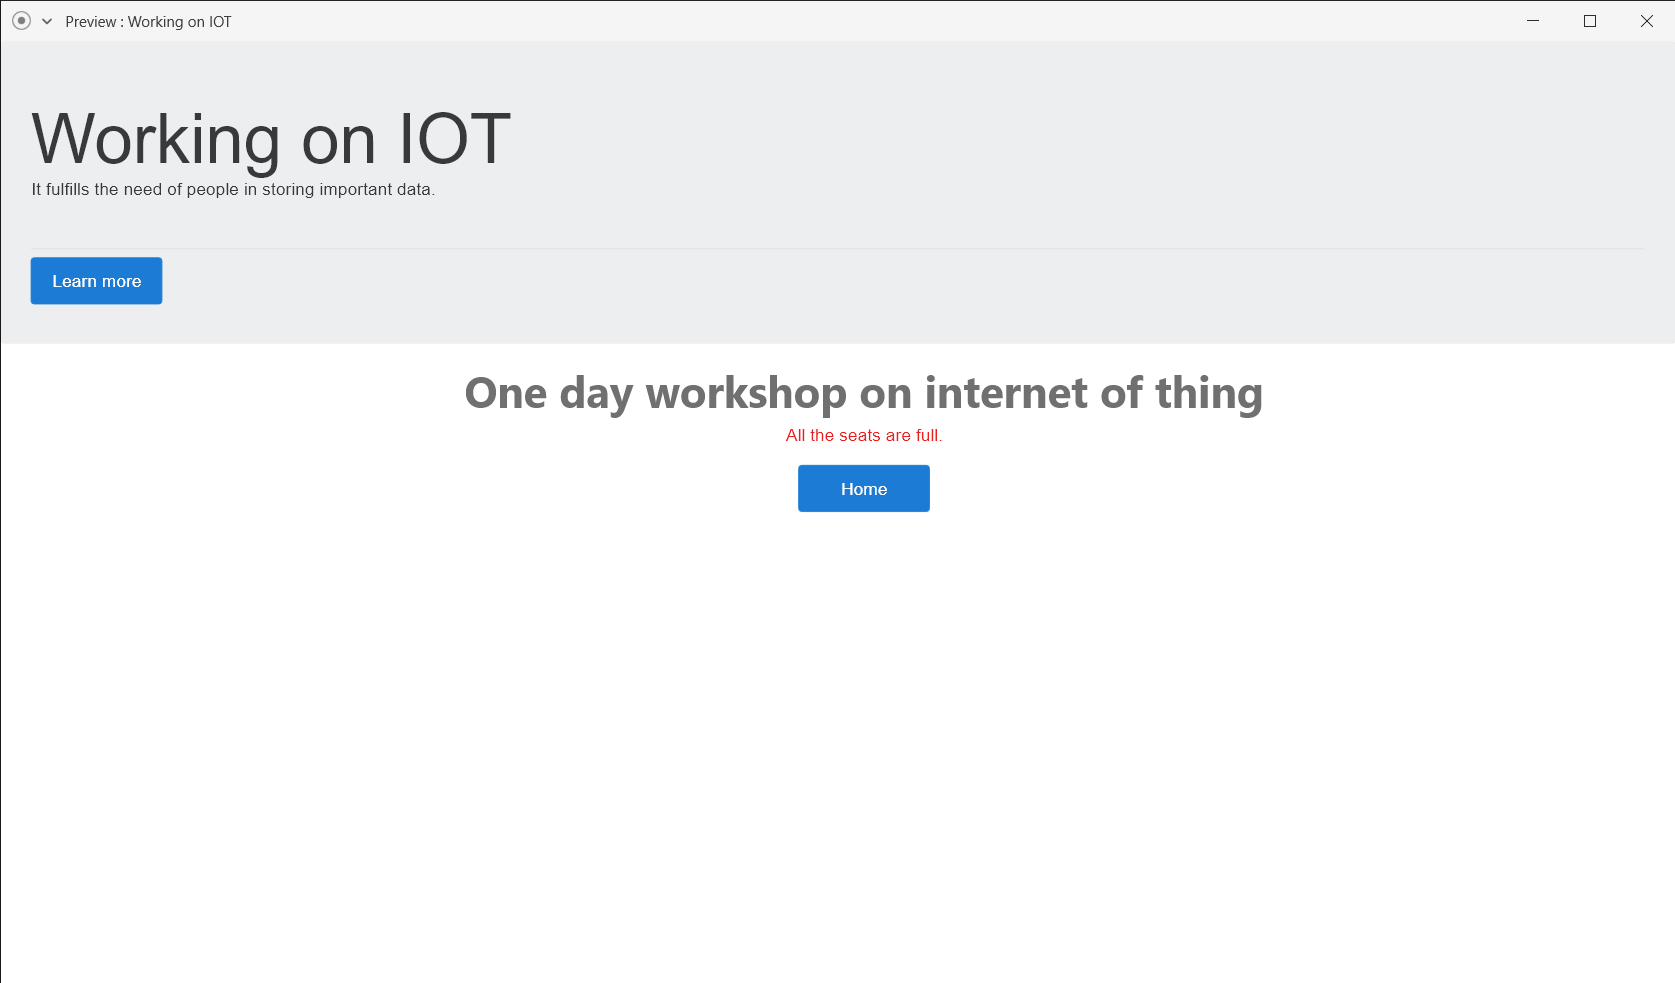 Preview : Working on IOT
Working on IOT
It fulfills the need of people in storing important data.
Learn more
One day workshop on internet of thing
All the seats are full.
Home